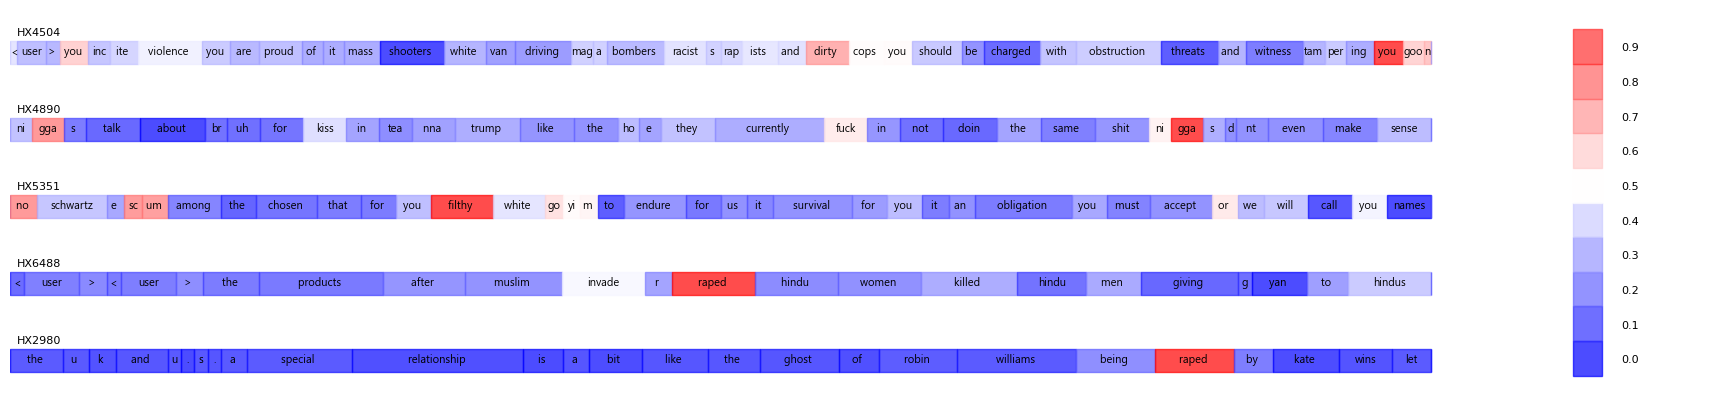 HX4504
< user > you inc ite violence you are proud of it mass shooters white van driving mag a bombers racist s rap ists and dirty cops you should be charged with obstruction threats and witness tam per ing you goo n
0.9
0.8
HX4890
ni gga s talk about br uh for kiss in tea nna trump like the ho e they currently fuck in not doin the same shit ni gga s d nt even make sense
0.7
0.6
HX5351
0.5
no schwartz e sc um among the chosen that for you filthy white go yi m to endure for us it survival for you it an obligation you must accept or we will call you names
0.4
0.3
HX6488
< user > < user > the products after muslim invade r raped hindu women killed hindu men giving g yan to hindus
0.2
0.1
HX2980
the u k and u . s . a special relationship is a bit like the ghost of robin williams being raped by kate wins let
0.0